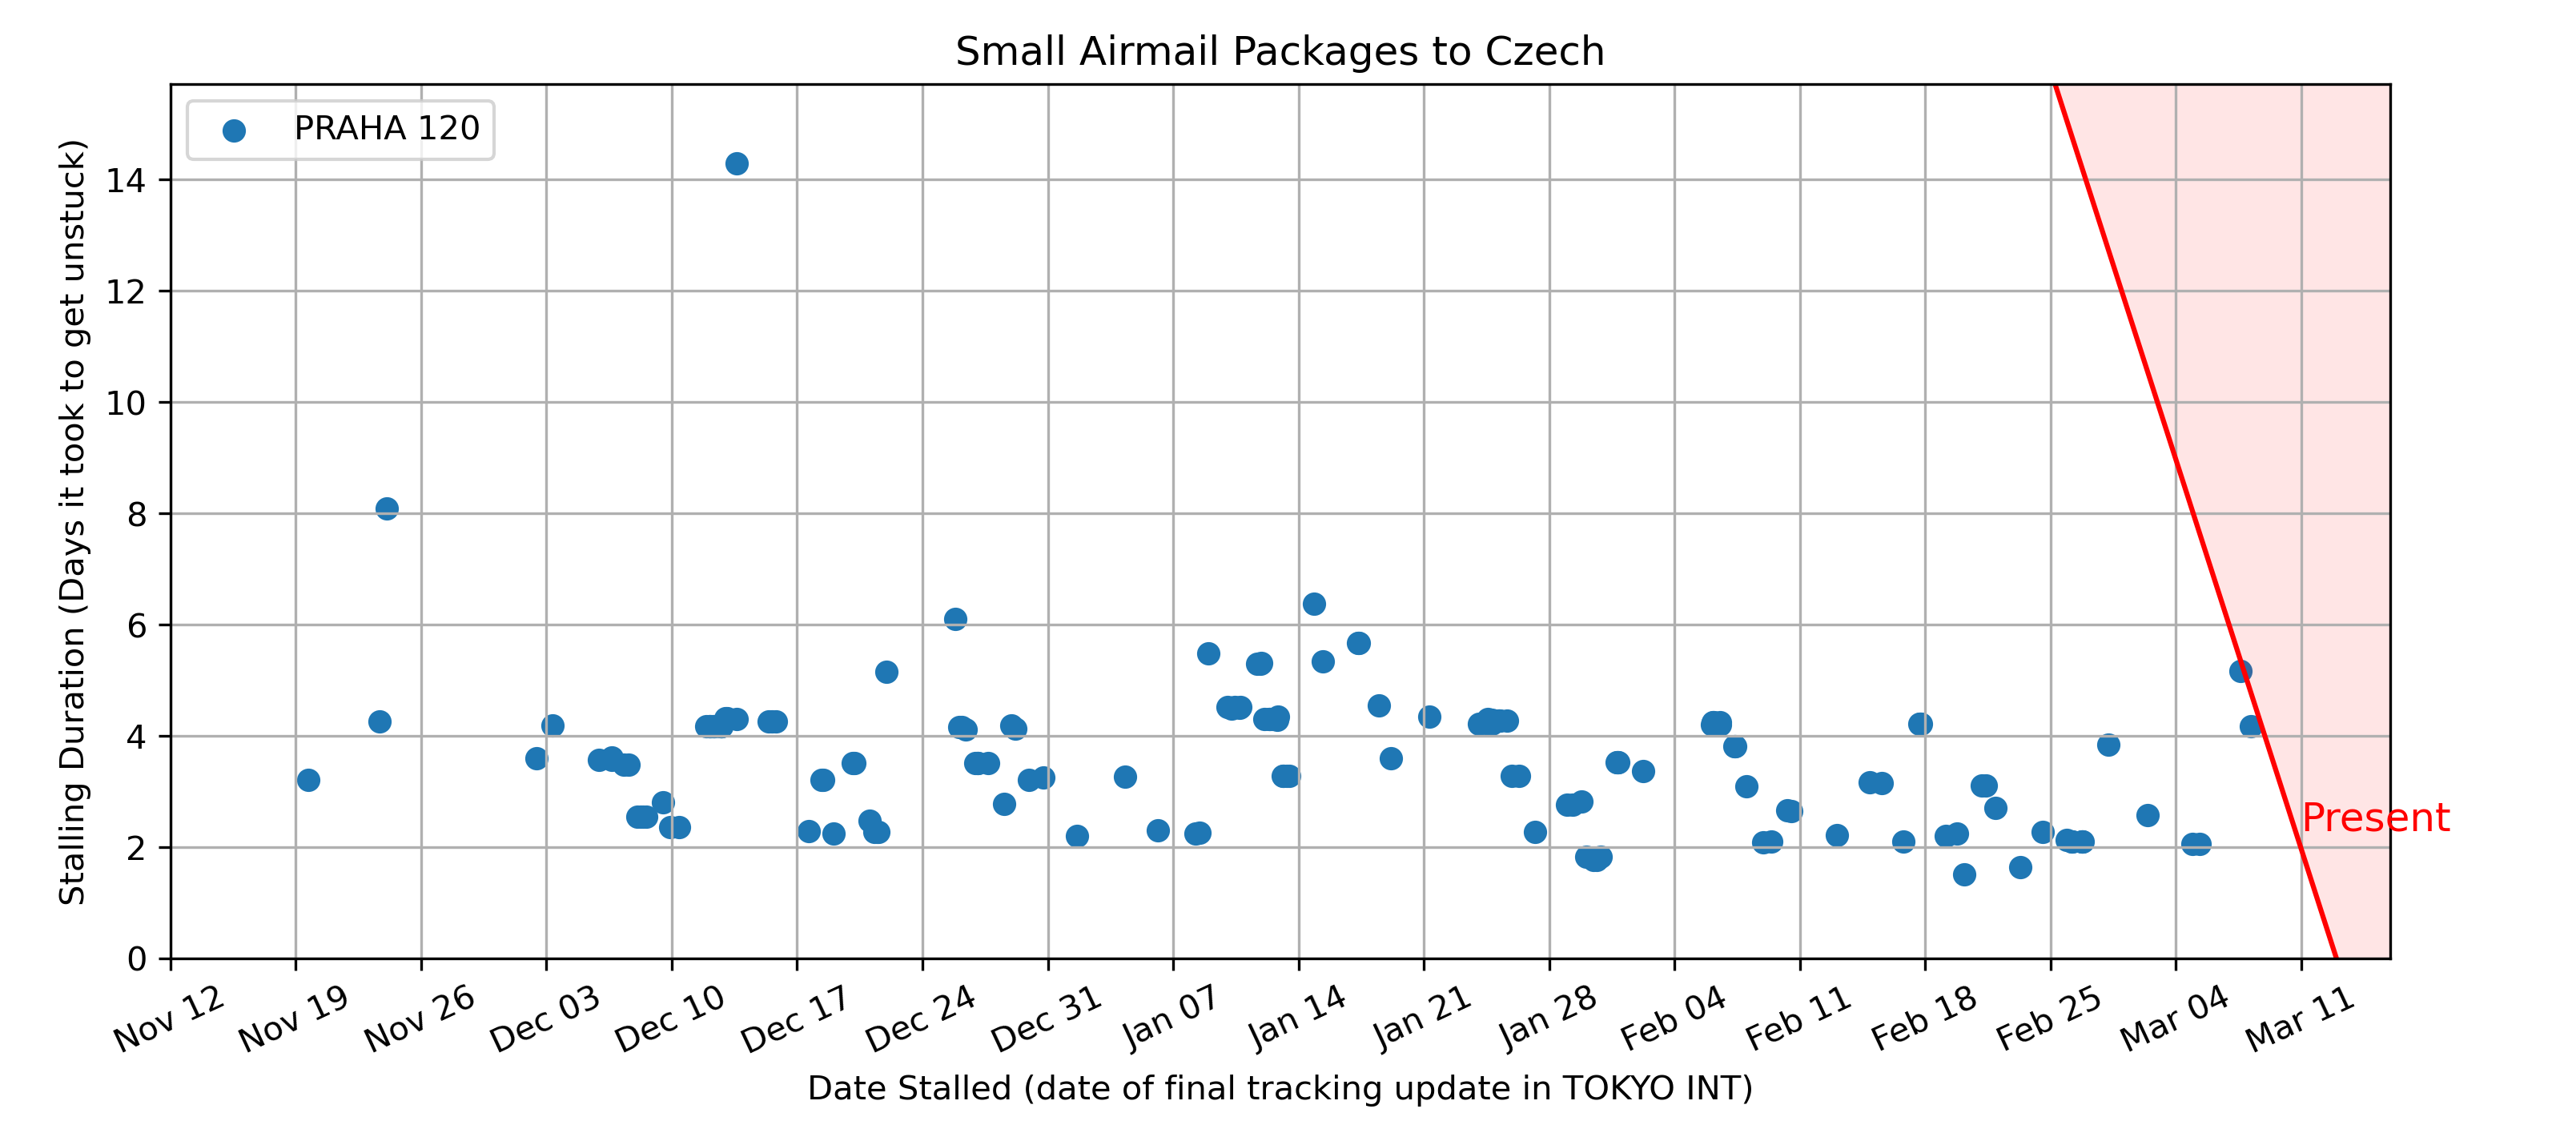 Small Airmail Packages to Czech
PRAHA 120
Stalling Duration (Days it took to get unstuck)
14
12
10
8
6
4
2
0
Present
Nov 12
Nov 19
Nov 26
Dec 03
Dec 10
Dec 17
Dec 24
Dec 31
Jan 07
Jan 14
Jan 21
Jan 28
Feb 04
Feb 11
Feb 18
Feb 25
Mar 04
Mar 11
Date Stalled (date of final tracking update in TOKYO INT)